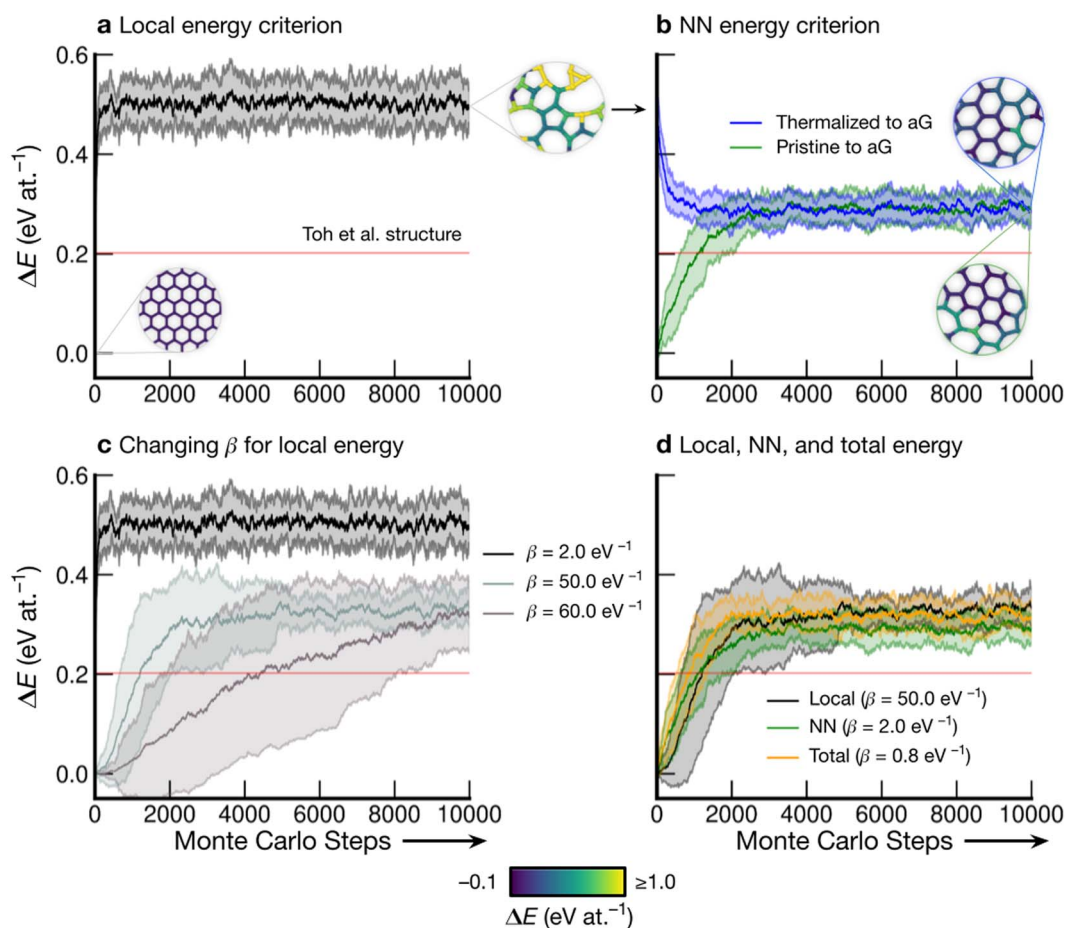 a Local energy criterion
b NN energy criterion
0.6
0.4
0.2
0.0
ΔE (eV at.⁻¹)
Toh et al. structure
Thermalized to aG
Pristine to aG
0 2000 4000 6000 8000 10000
0 2000 4000 6000 8000 10000
c Changing β for local energy
d Local, NN, and total energy
0.6
0.4
0.2
0.0
ΔE (eV at.⁻¹)
β = 2.0 eV⁻¹
β = 50.0 eV⁻¹
β = 60.0 eV⁻¹
Local (β = 50.0 eV⁻¹)
NN (β = 2.0 eV⁻¹)
Total (β = 0.8 eV⁻¹)
0 2000 4000 6000 8000 10000
0 2000 4000 6000 8000 10000
Monte Carlo Steps
Monte Carlo Steps
−0.1 ≥1.0
ΔE (eV at.⁻¹)